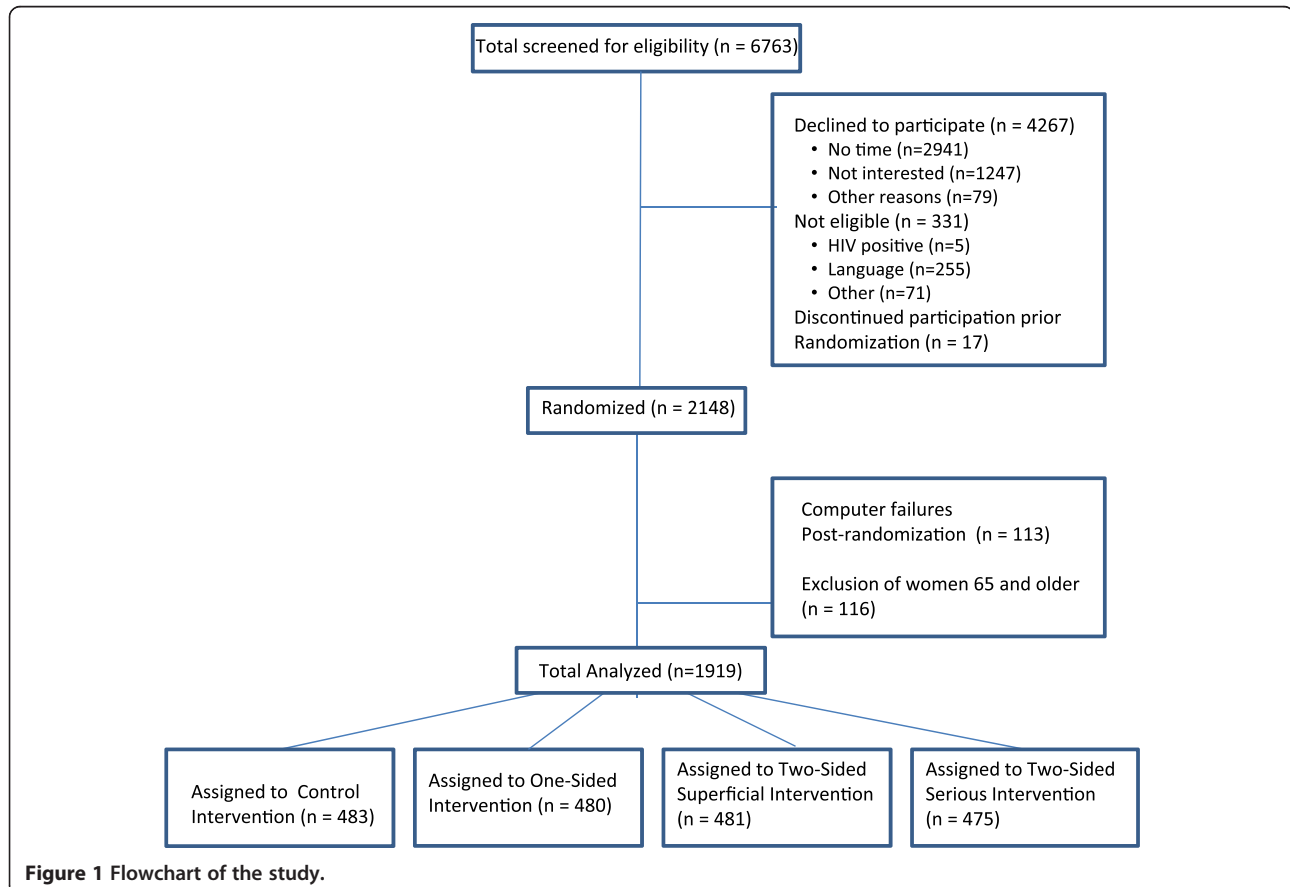 Total screened for eligibility (n = 6763)
Declined to participate (n = 4267)
• No time (n=2941)
• Not interested (n=1247)
• Other reasons (n=79)
Not eligible (n = 331)
• HIV positive (n=5)
• Language (n=255)
• Other (n=71)
Discontinued participation prior
Randomization (n = 17)
Randomized (n = 2148)
Computer failures
Post-randomization (n = 113)
Exclusion of women 65 and older
(n = 116)
Total Analyzed (n=1919)
Assigned to Control
Intervention (n = 483)
Assigned to One-Sided
Intervention (n = 480)
Assigned to Two-Sided
Superficial Intervention
(n = 481)
Assigned to Two-Sided
Serious Intervention
(n = 475)
Figure 1 Flowchart of the study.